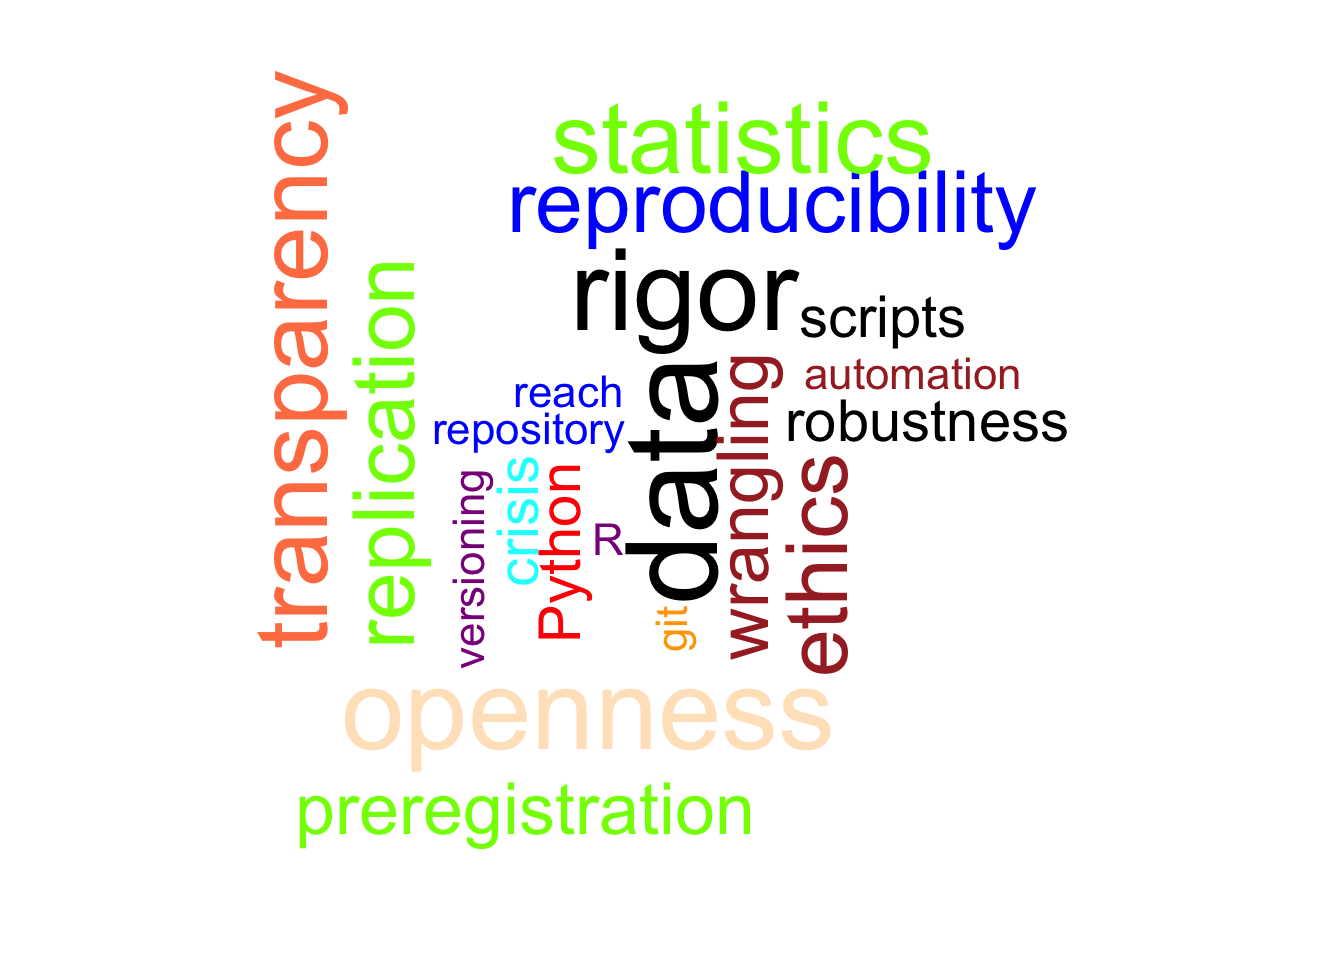 transparency
statistics
reproducibility
replication
rigor
scripts
data
wrangling
automation
reach
robustness
repository
versioning
crisis
Python
R
ethics
git
openness
preregistration